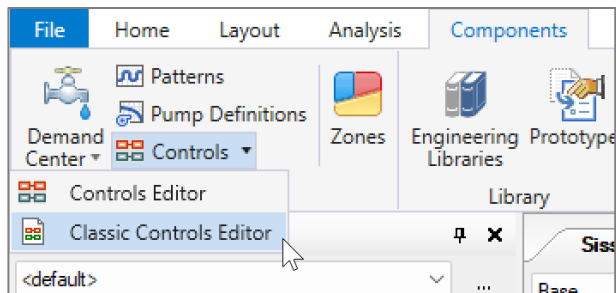 File Home Layout Analysis Components
Patterns
Pump Definitions
Demand Center
Controls
Zones
Engineering Libraries
Prototype
Library
Controls Editor
Classic Controls Editor
<default>
...
Siss
Base